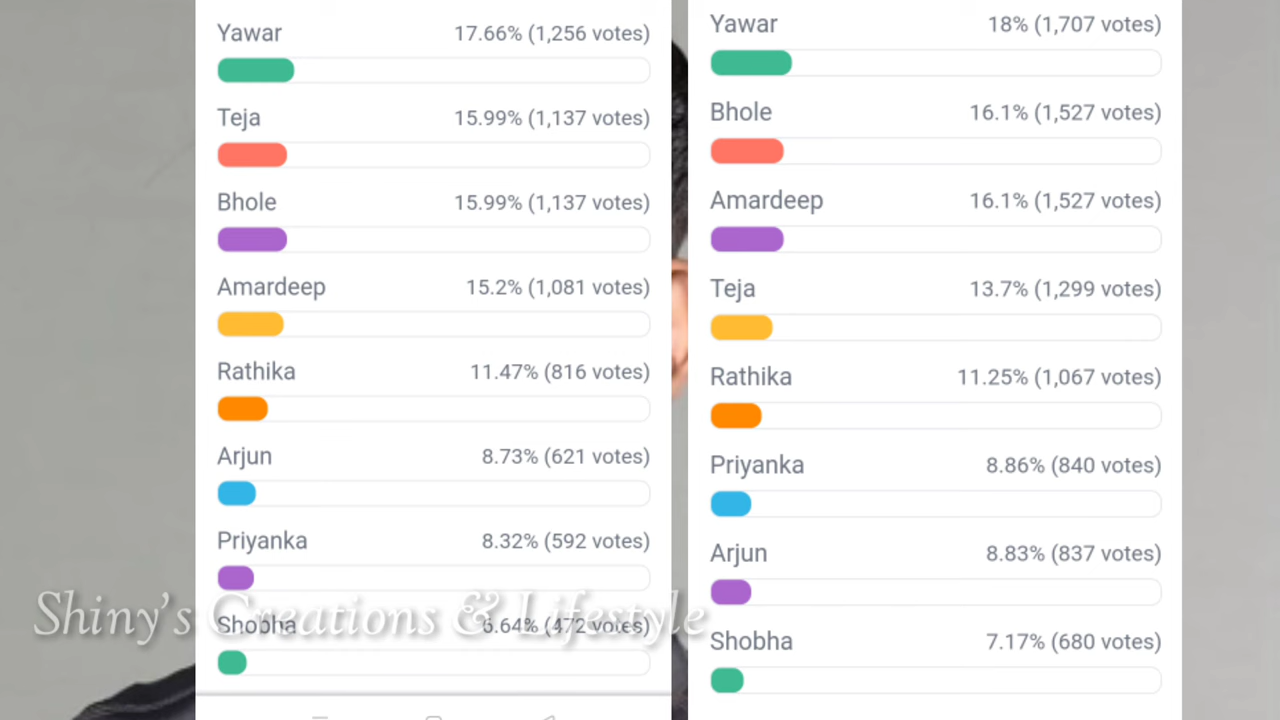 Yawar 17.66% (1,256 votes)
Teja 15.99% (1,137 votes)
Bhole 15.99% (1,137 votes)
Amardeep 15.2% (1,081 votes)
Rathika 11.47% (816 votes)
Arjun 8.73% (621 votes)
Priyanka 8.32% (592 votes)
Shobha 6.64% (472 votes)
Yawar 18% (1,707 votes)
Bhole 16.1% (1,527 votes)
Amardeep 16.1% (1,527 votes)
Teja 13.7% (1,299 votes)
Rathika 11.25% (1,067 votes)
Priyanka 8.86% (840 votes)
Arjun 8.83% (837 votes)
Shobha 7.17% (680 votes)
Shiny's Creations & Lifestyle